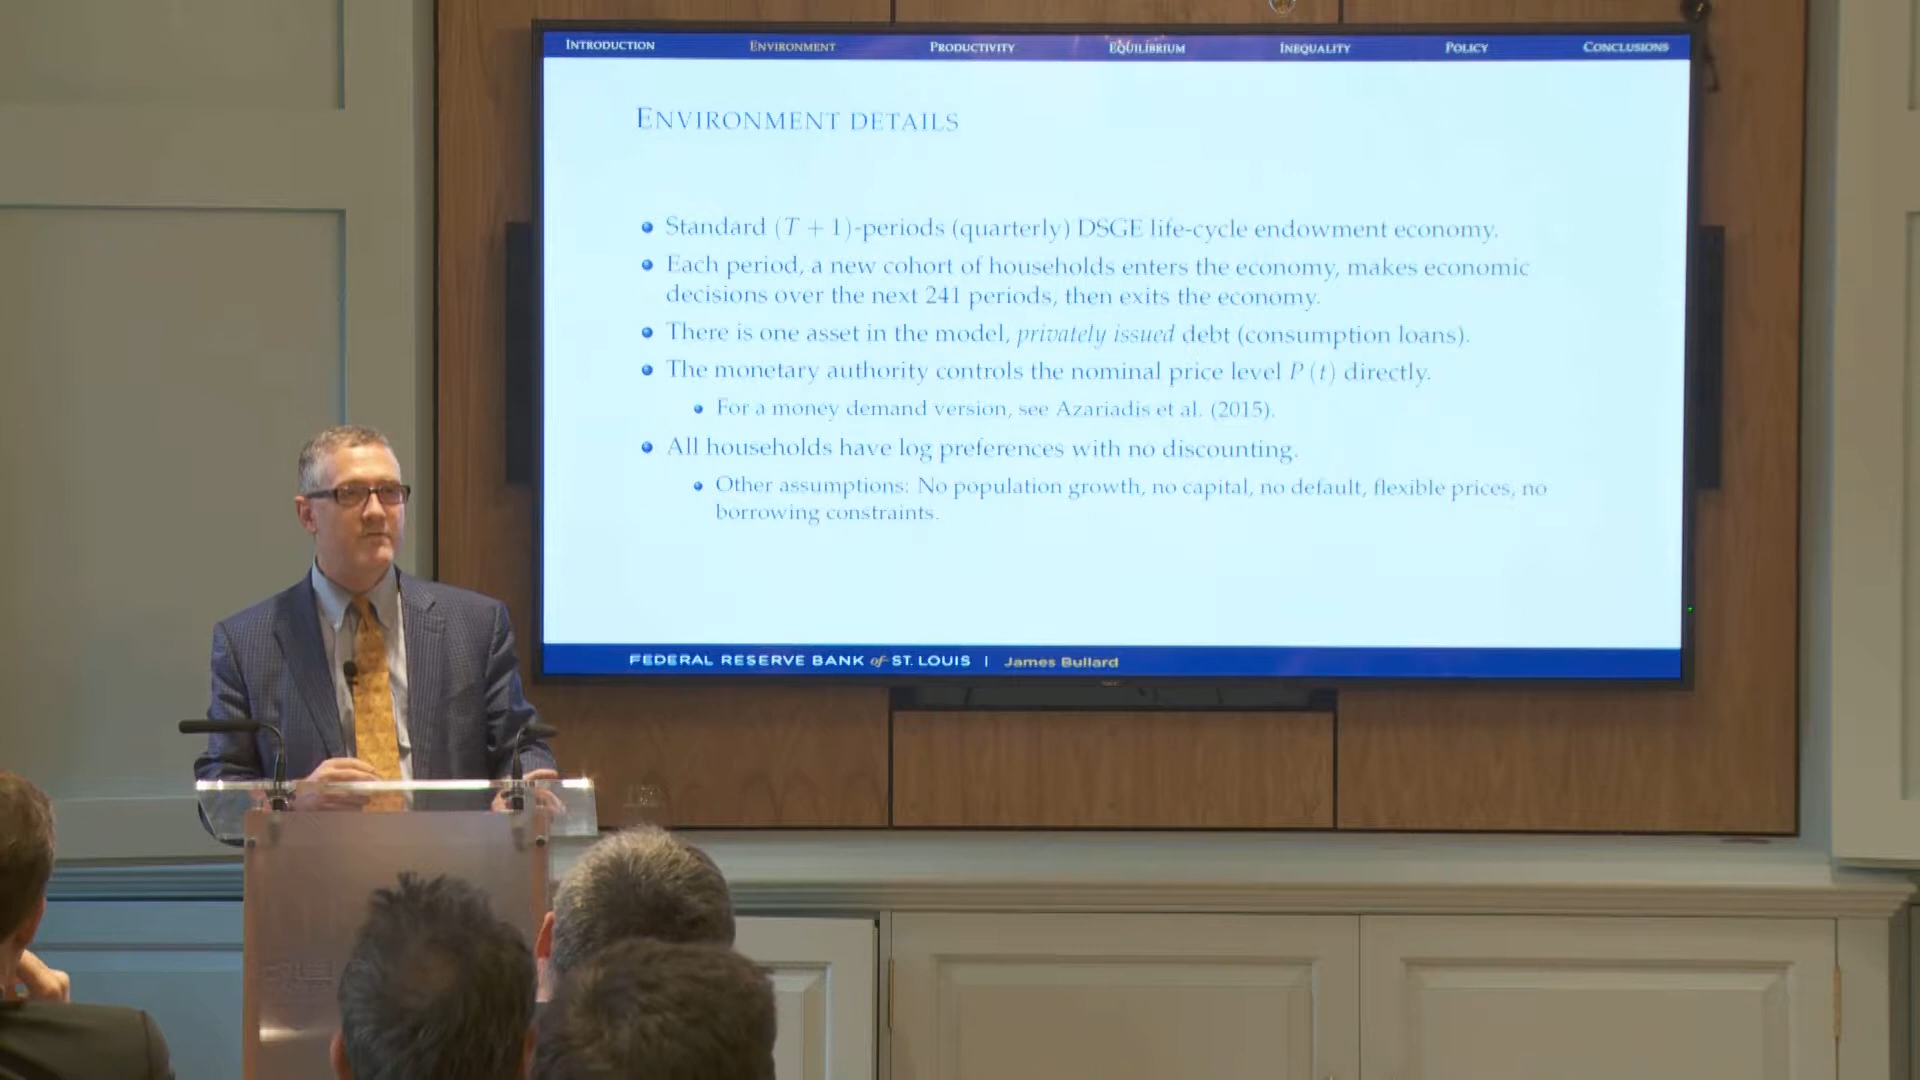 INTRODUCTION ENVIRONMENT PRODUCTIVITY EQUILIBRIUM INEQUALITY POLICY CONCLUSIONS
ENVIRONMENT DETAILS
Standard (T + 1)-periods (quarterly) DSGE life-cycle endowment economy.
Each period, a new cohort of households enters the economy, makes economic
decisions over the next 241 periods, then exits the economy.
There is one asset in the model, privately issued debt (consumption loans).
The monetary authority controls the nominal price level P (t) directly.
For a money demand version, see Azariadis et al. (2015).
All households have log preferences with no discounting.
Other assumptions: No population growth, no capital, no default, flexible prices, no
borrowing constraints.
FEDERAL RESERVE BANK of ST. LOUIS | James Bullard